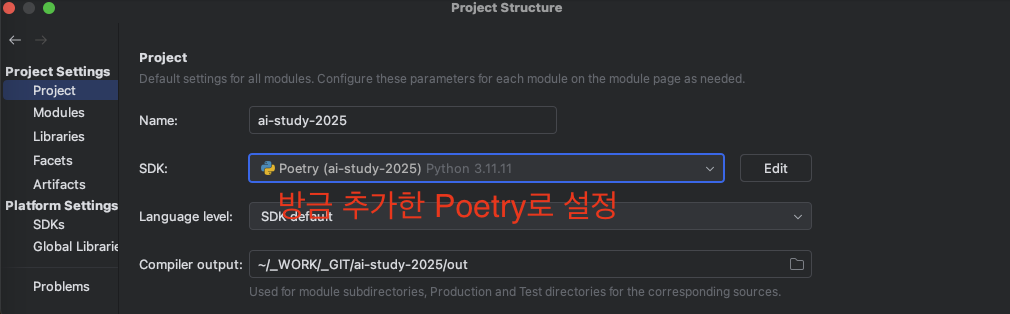 Project Structure
Project Settings
Project
Modules
Libraries
Facets
Artifacts
Platform Settings
SDKs
Global Librarie
Problems
Project
Default settings for all modules. Configure these parameters for each module on the module page as needed.
Name: ai-study-2025
SDK: Poetry (ai-study-2025) Python 3.11.11 Edit
방금 추가한 Poetry로 설정
Language level: SDK default
Compiler output: ~/_WORK/_GIT/ai-study-2025/out
Used for module subdirectories, Production and Test directories for the corresponding sources.